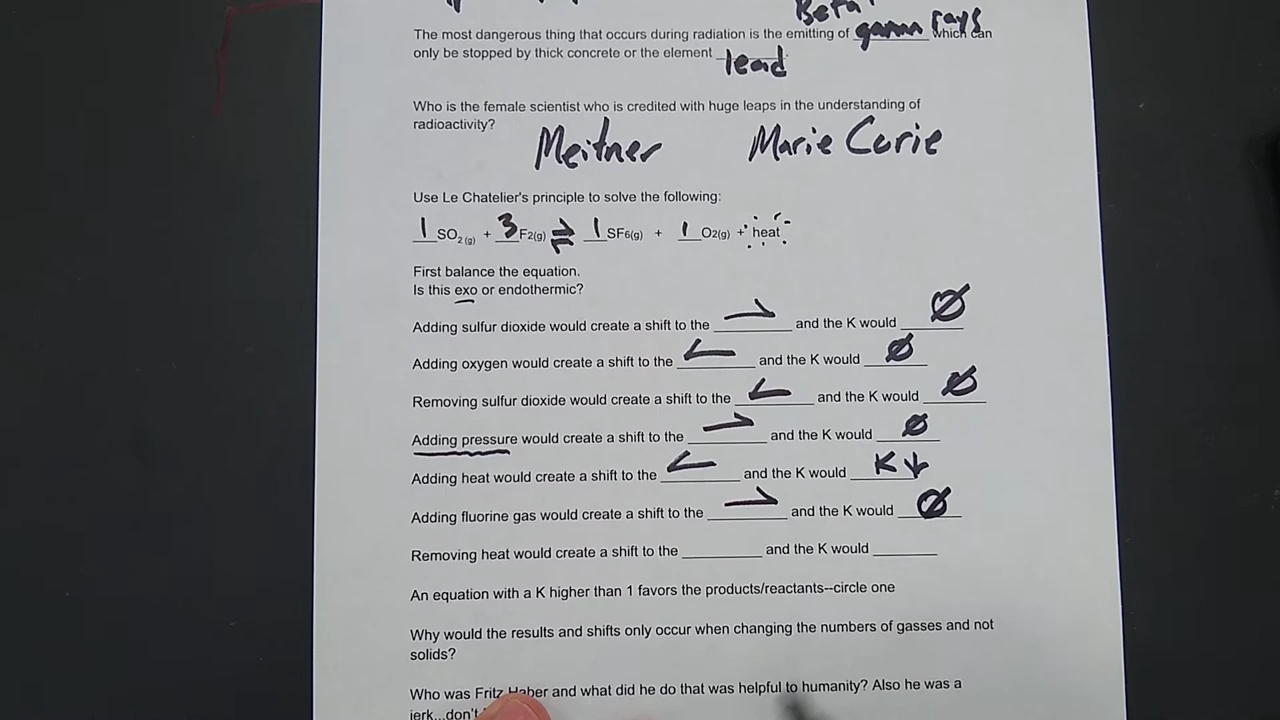 Beta
The most dangerous thing that occurs during radiation is the emitting of gamm rays which can
only be stopped by thick concrete or the element lead.
Who is the female scientist who is credited with huge leaps in the understanding of
radioactivity?
Meitner Marie Curie
Use Le Chatelier's principle to solve the following:
1 SO2 (g) + 3 F2(g) ⇌ 1 SF6(g) + 1 O2(g) + heat
First balance the equation.
Is this exo or endothermic?
Adding sulfur dioxide would create a shift to the → and the K would Ø
Adding oxygen would create a shift to the ← and the K would Ø
Removing sulfur dioxide would create a shift to the ← and the K would Ø
Adding pressure would create a shift to the → and the K would Ø
Adding heat would create a shift to the ← and the K would K ↓
Adding fluorine gas would create a shift to the → and the K would Ø
Removing heat would create a shift to the ________ and the K would ________
An equation with a K higher than 1 favors the products/reactants--circle one
Why would the results and shifts only occur when changing the numbers of gasses and not
solids?
Who was Fritz Haber and what did he do that was helpful to humanity? Also he was a
jerk...don't